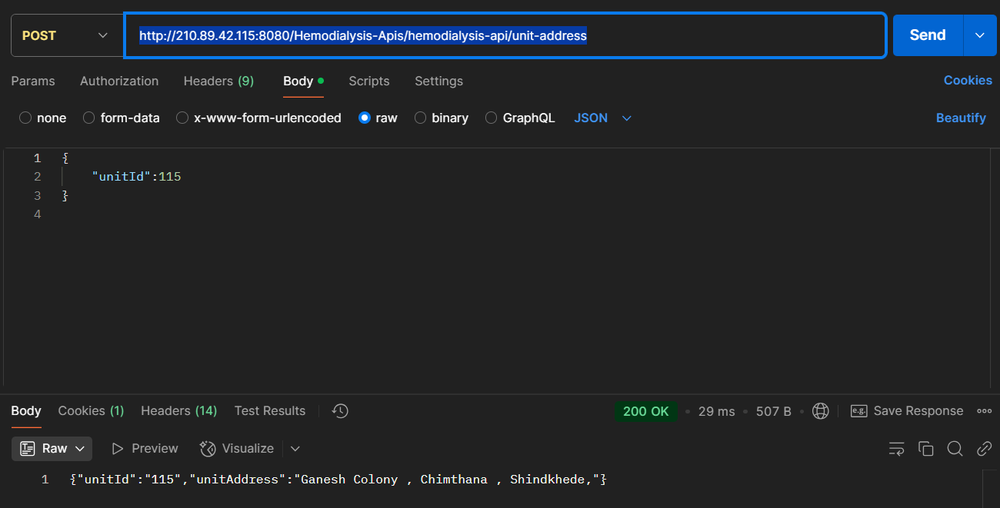 POST http://210.89.42.115:8080/Hemodialysis-Apis/hemodialysis-api/unit-address Send
Params Authorization Headers (9) Body Scripts Settings Cookies
none form-data x-www-form-urlencoded raw binary GraphQL JSON Beautify
1 {
2 "unitId":115
3 }
4
Body Cookies (1) Headers (14) Test Results 200 OK 29 ms 507 B e.g. Save Response
Raw Preview Visualize
1 {"unitId":"115","unitAddress":"Ganesh Colony , Chimthana , Shindkhede,"}